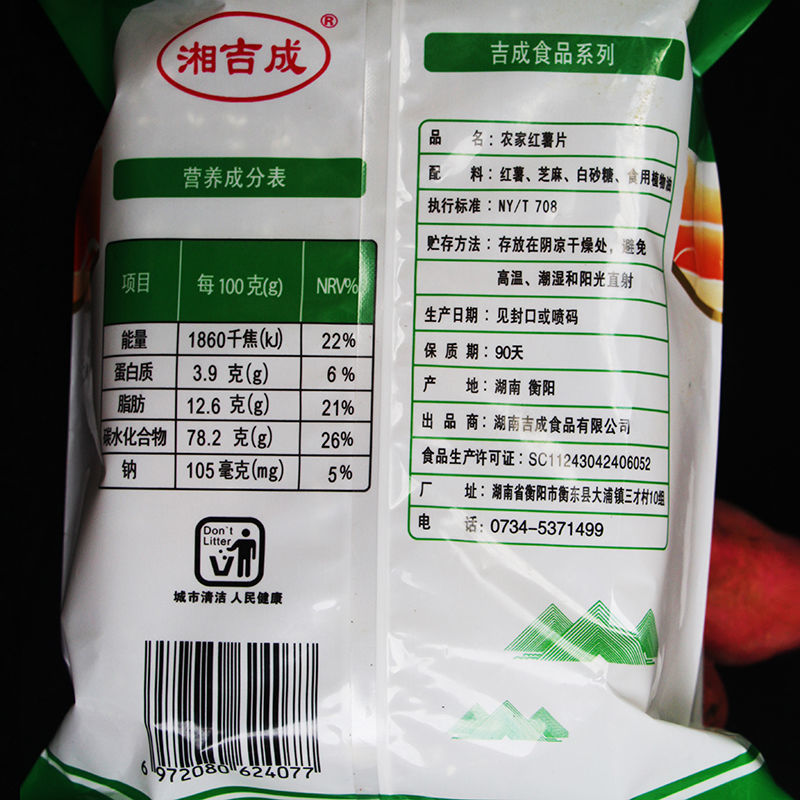 湘吉成®
营养成分表
项目 每100克(g) NRV%
能量 1860千焦(kJ) 22%
蛋白质 3.9 克(g) 6%
脂肪 12.6 克(g) 21%
碳水化合物 78.2 克(g) 26%
钠 105毫克(mg) 5%
Don't
Litter
城市清洁 人民健康
6 972080 624077
吉成食品系列
品 名：农家红薯片
配 料：红薯、芝麻、白砂糖、食用植物油
执行标准：NY/T 708
贮存方法：存放在阴凉干燥处，避免
高温、潮湿和阳光直射
生产日期：见封口或喷码
保 质 期：90天
产 地：湖南 衡阳
出 品 商：湖南吉成食品有限公司
食品生产许可证：SC11243042406052
厂 址：湖南省衡阳市衡东县大浦镇三才村10组
电 话：0734-5371499